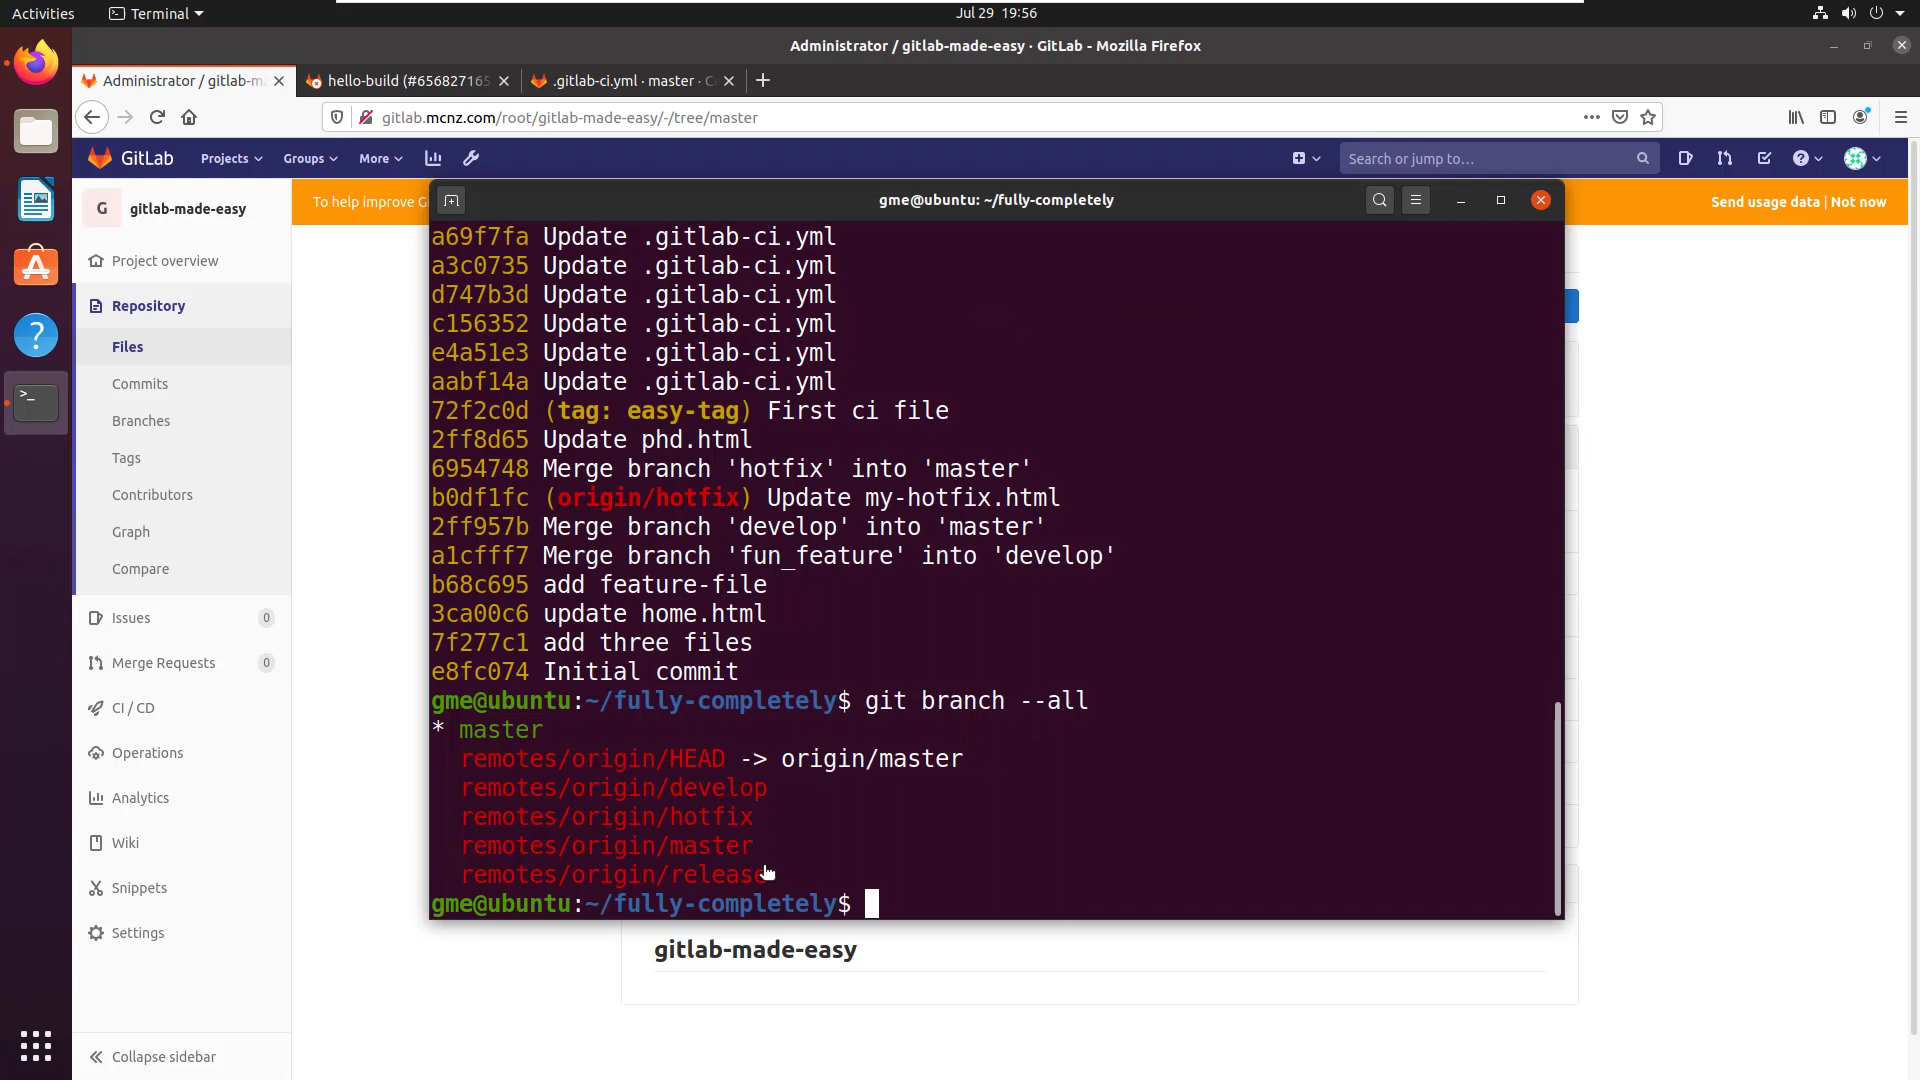 Activities
Terminal
Jul 29 19:56
Administrator / gitlab-made-easy · GitLab - Mozilla Firefox
Administrator / gitlab-m
hello-build (#65682716
.gitlab-ci.yml · master · C
gitlab.mcnz.com/root/gitlab-made-easy/-/tree/master
GitLab
Projects
Groups
More
Search or jump to…
G
gitlab-made-easy
To help improve G
Send usage data | Not now
Project overview
Repository
Files
Commits
Branches
Tags
Contributors
Graph
Compare
Issues 0
Merge Requests 0
CI / CD
Operations
Analytics
Wiki
Snippets
Settings
Collapse sidebar
gme@ubuntu: ~/fully-completely
a69f7fa Update .gitlab-ci.yml
a3c0735 Update .gitlab-ci.yml
d747b3d Update .gitlab-ci.yml
c156352 Update .gitlab-ci.yml
e4a51e3 Update .gitlab-ci.yml
aabf14a Update .gitlab-ci.yml
72f2c0d (tag: easy-tag) First ci file
2ff8d65 Update phd.html
6954748 Merge branch 'hotfix' into 'master'
b0df1fc (origin/hotfix) Update my-hotfix.html
2ff957b Merge branch 'develop' into 'master'
a1cfff7 Merge branch 'fun_feature' into 'develop'
b68c695 add feature-file
3ca00c6 update home.html
7f277c1 add three files
e8fc074 Initial commit
gme@ubuntu:~/fully-completely$ git branch --all
* master
remotes/origin/HEAD -> origin/master
remotes/origin/develop
remotes/origin/hotfix
remotes/origin/master
remotes/origin/release
gme@ubuntu:~/fully-completely$
gitlab-made-easy